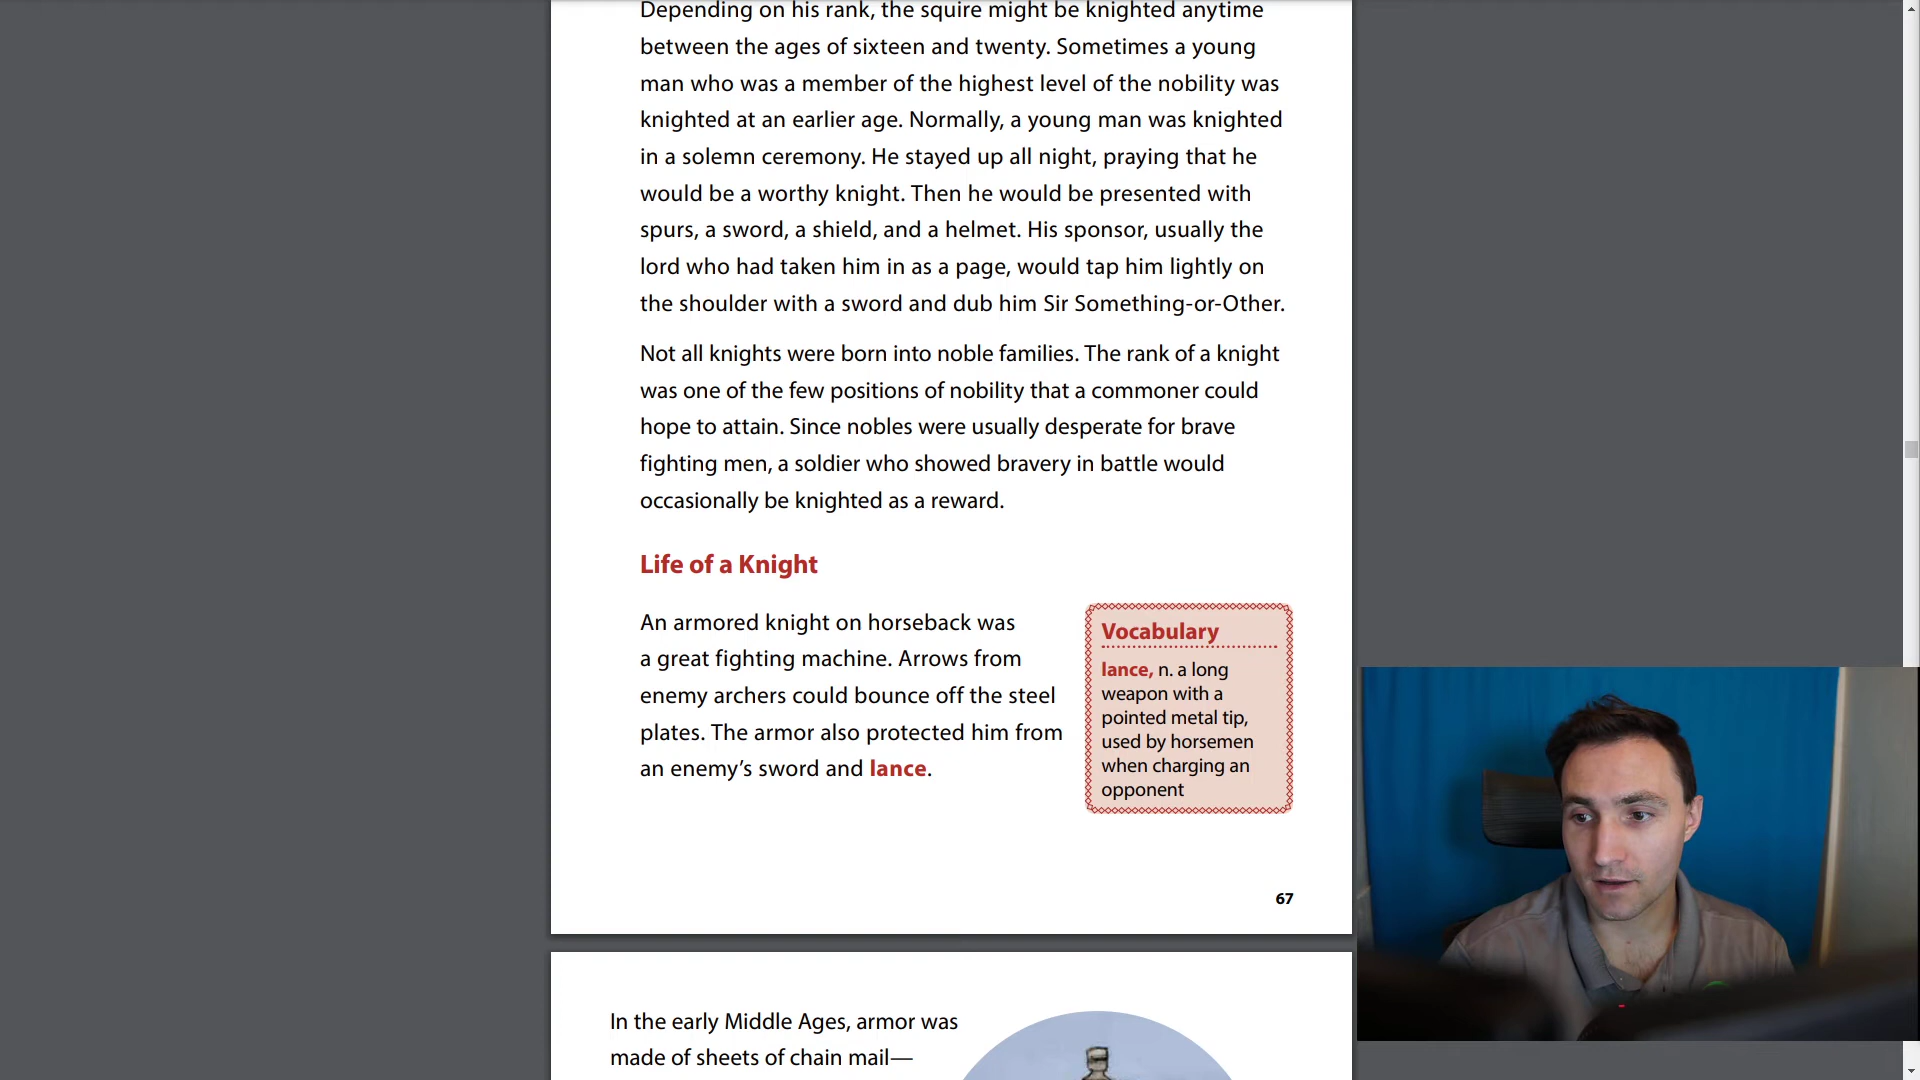 Depending on his rank, the squire might be knighted anytime
between the ages of sixteen and twenty. Sometimes a young
man who was a member of the highest level of the nobility was
knighted at an earlier age. Normally, a young man was knighted
in a solemn ceremony. He stayed up all night, praying that he
would be a worthy knight. Then he would be presented with
spurs, a sword, a shield, and a helmet. His sponsor, usually the
lord who had taken him in as a page, would tap him lightly on
the shoulder with a sword and dub him Sir Something-or-Other.
Not all knights were born into noble families. The rank of a knight
was one of the few positions of nobility that a commoner could
hope to attain. Since nobles were usually desperate for brave
fighting men, a soldier who showed bravery in battle would
occasionally be knighted as a reward.
Life of a Knight
An armored knight on horseback was
a great fighting machine. Arrows from
enemy archers could bounce off the steel
plates. The armor also protected him from
an enemy’s sword and lance.
Vocabulary
lance, n. a long
weapon with a
pointed metal tip,
used by horsemen
when charging an
opponent
67
In the early Middle Ages, armor was
made of sheets of chain mail—